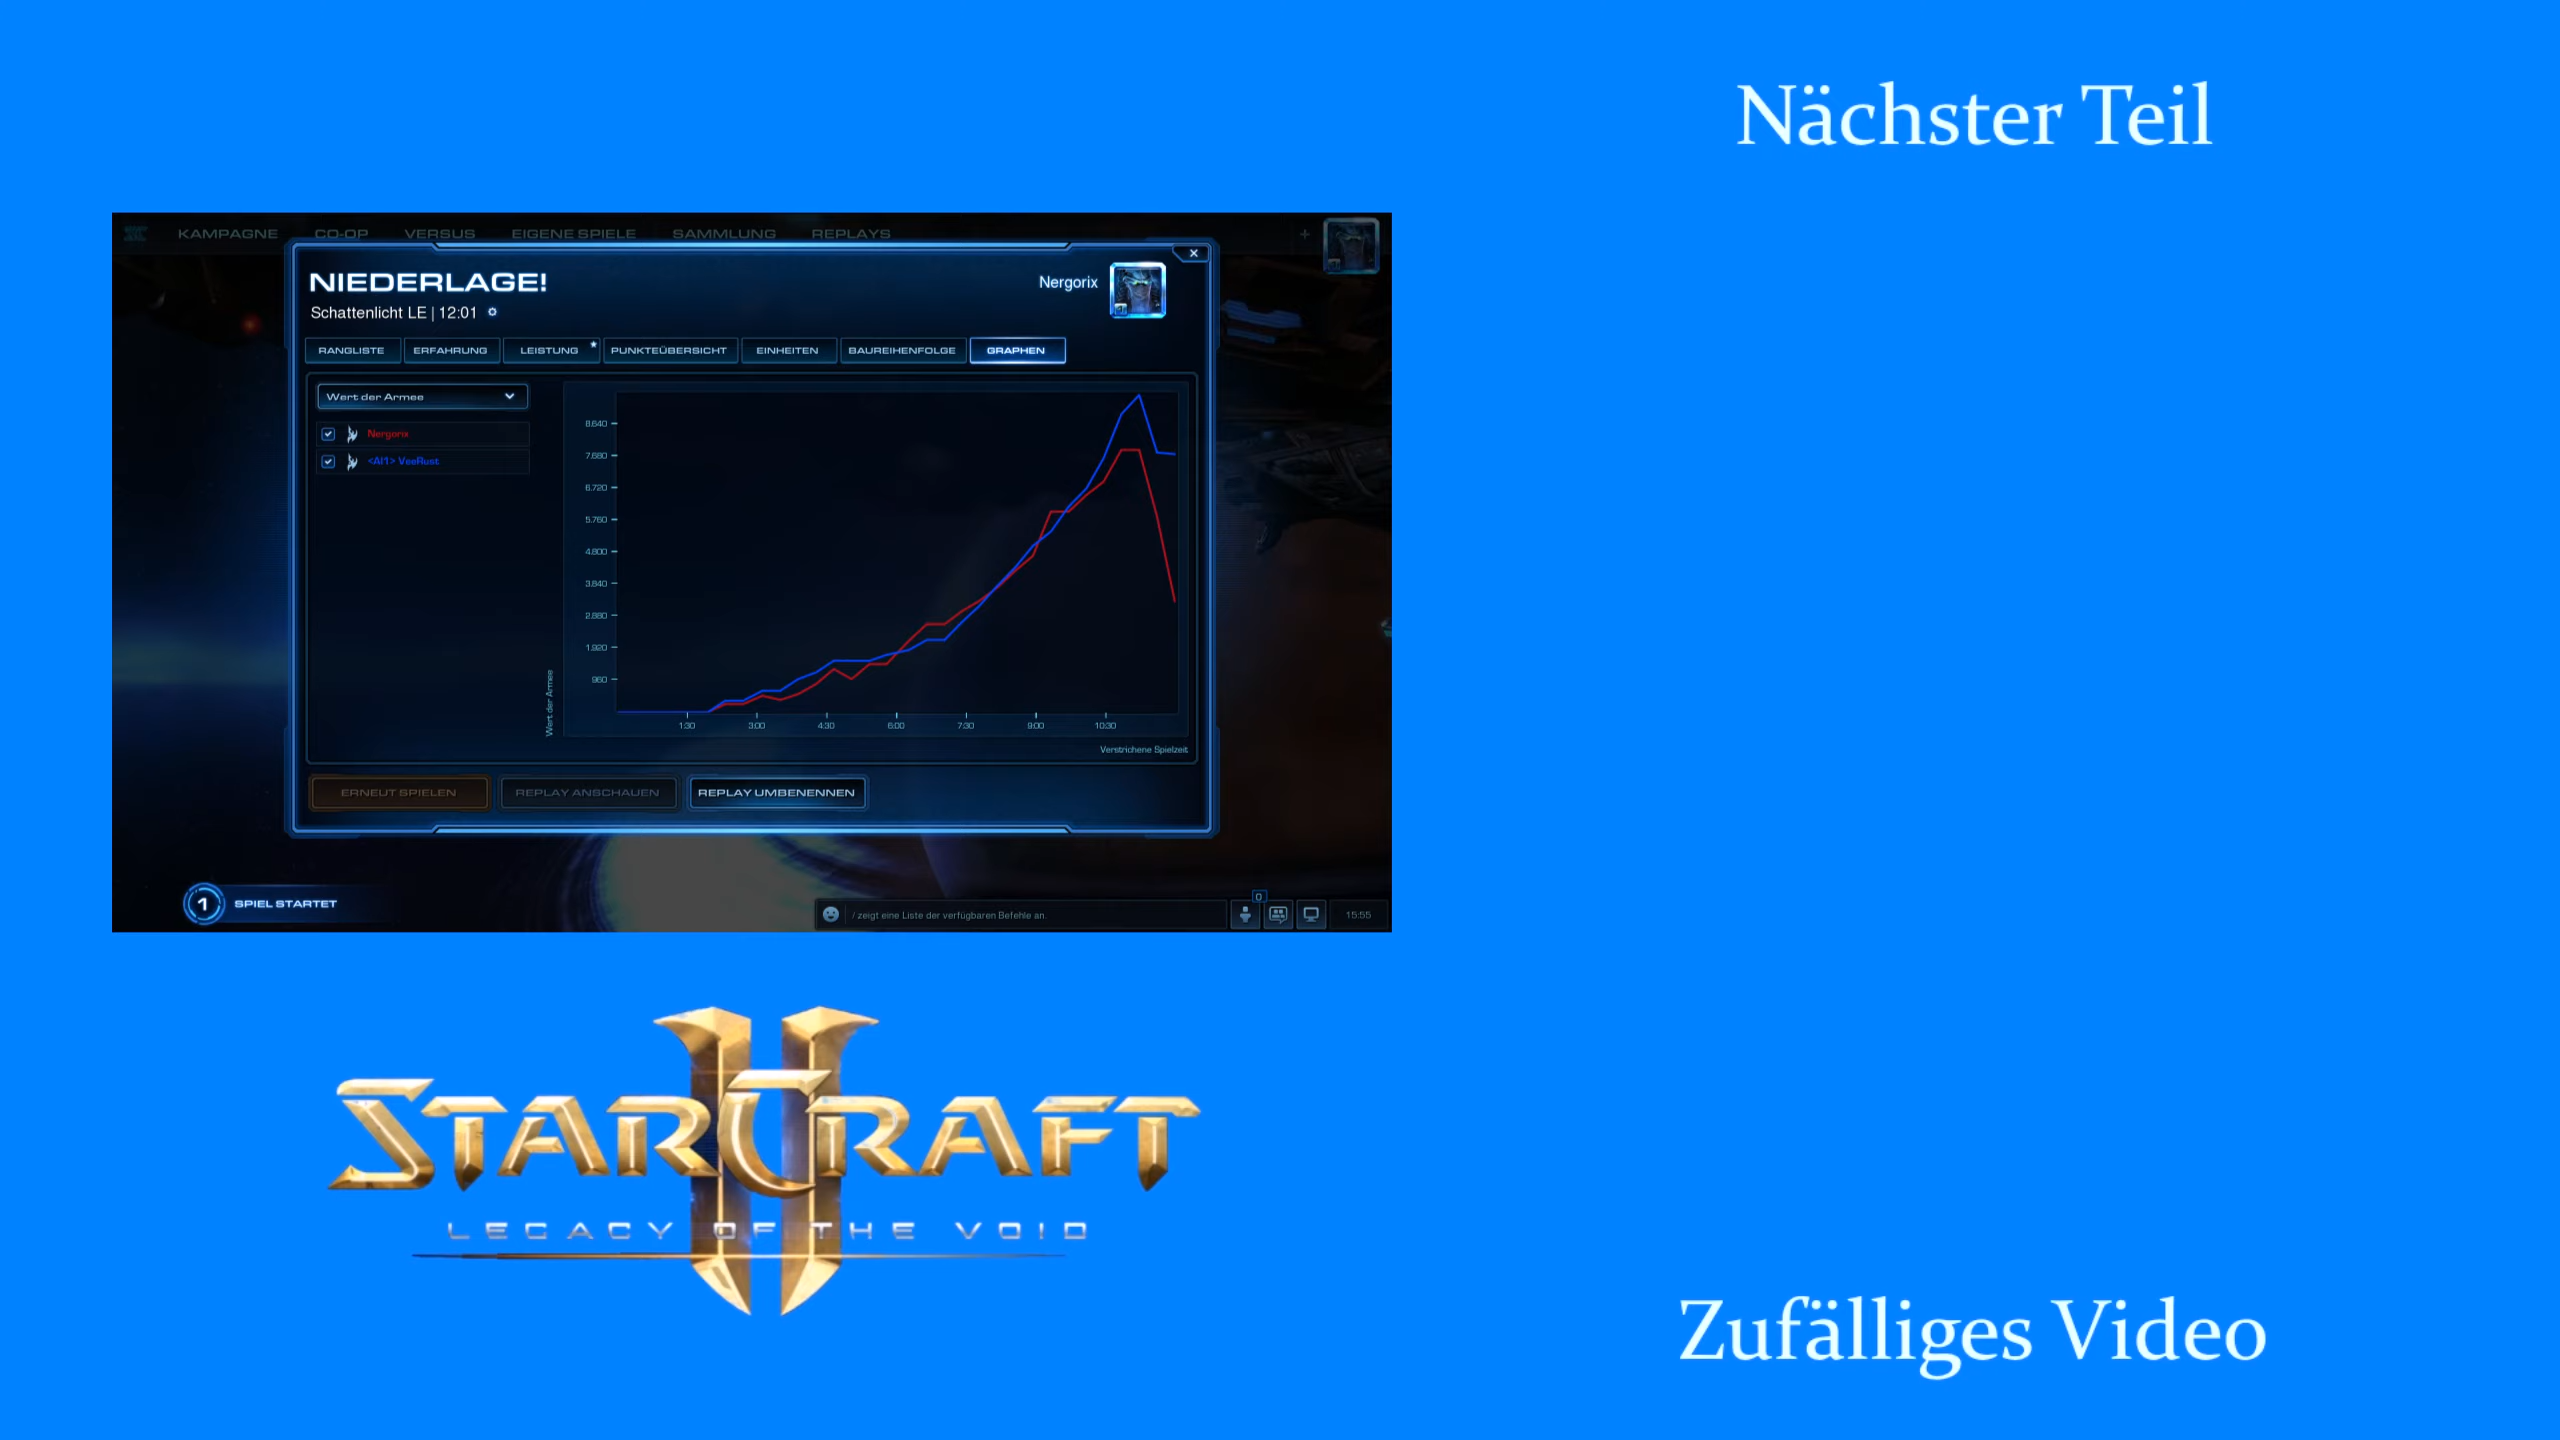 Nächster Teil
KAMPAGNE CO-OP VERSUS EIGENE SPIELE SAMMLUNG REPLAYS
NIEDERLAGE!
Nergorix
Schattenlicht LE | 12:01
RANGLISTE ERFAHRUNG LEISTUNG PUNKTEÜBERSICHT EINHEITEN BAUREIHENFOLGE GRAPHEN
Wert der Armee
Nergorix
<AI1> VeeRust
8.640
7.680
6.720
5.760
4.800
3.840
2.880
1.920
960
Wert der Armee
1:30 3:00 4:30 6:00 7:30 9:00 10:30
Verstrichene Spielzeit
ERNEUT SPIELEN REPLAY ANSCHAUEN REPLAY UMBENENNEN
1 SPIEL STARTET
/ zeigt eine Liste der verfügbaren Befehle an.
0
15:55
STARCRAFT
II
LEGACY OF THE VOID
Zufälliges Video